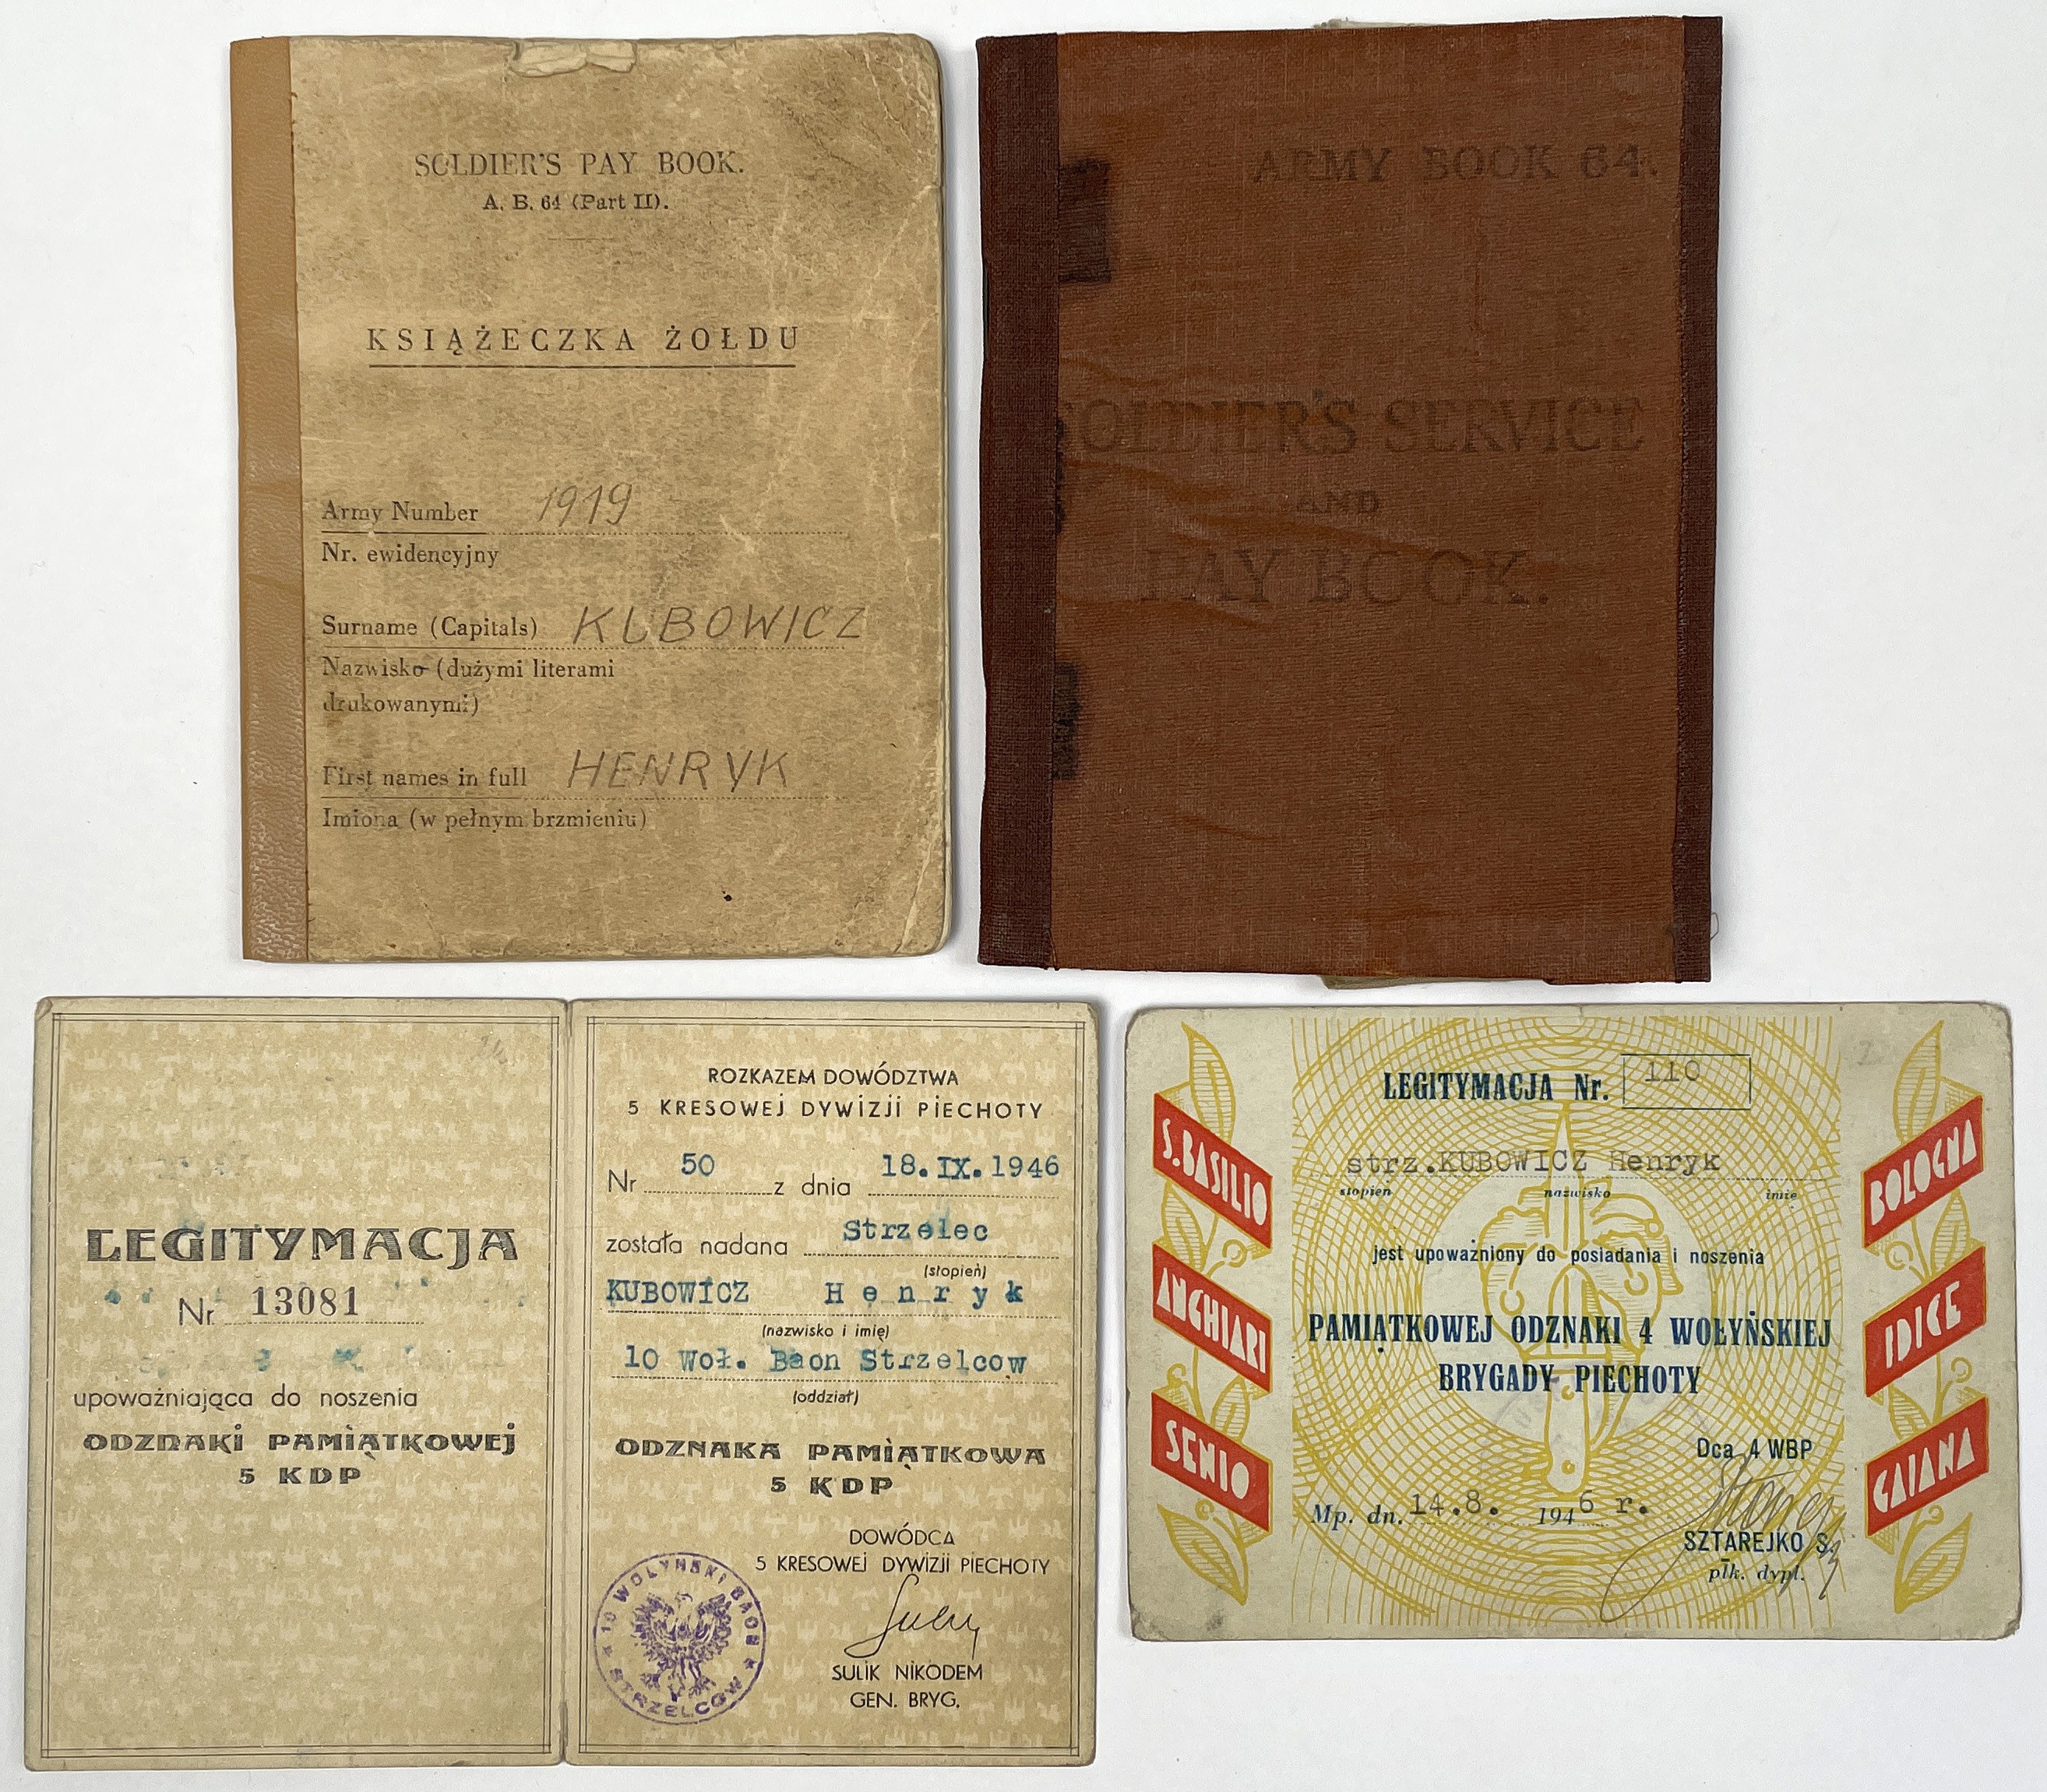 SOLDIER'S PAY BOOK.
A. B. 64 (Part II).
KSIĄŻECZKA ŻOŁDU
Army Number 1919
Nr. ewidencyjny
Surname (Capitals) KUBOWICZ
Nazwisko (dużymi literami
drukowanymi)
First names in full HENRYK
Imiona (w pełnym brzmieniu)
ARMY BOOK 64.
SOLDIER'S SERVICE
AND
PAY BOOK.
LEGITYMACJA
Nr 13081
upoważniająca do noszenia
ODZNAKI PAMIĄTKOWEJ
5 KDP
ROZKAZEM DOWÓDZTWA
5 KRESOWEJ DYWIZJI PIECHOTY
Nr 50 z dnia 18.IX.1946
została nadana Strzelec
(stopień)
KUBOWICZ Henryk
(nazwisko i imię)
10 Woł. Baon Strzelcow
(oddział)
ODZNAKA PAMIĄTKOWA
5 KDP
DOWÓDCA
5 KRESOWEJ DYWIZJI PIECHOTY
SULIK NIKODEM
GEN. BRYG.
10 WOŁYŃSKI BAON STRZELCÓW
LEGITYMACJA Nr. 110
strz.KUBOWICZ Henryk
stopień nazwisko imię
jest upoważniony do posiadania i noszenia
PAMIĄTKOWEJ ODZNAKI 4 WOŁYŃSKIEJ
BRYGADY PIECHOTY
Dca 4 WBP
Mp. dn. 14.8. 1946 r.
SZTAREJKO S.
płk. dypl.
S.BASILIO
ANGHIARI
SENIO
BOLOGNA
IDICE
GAIANA